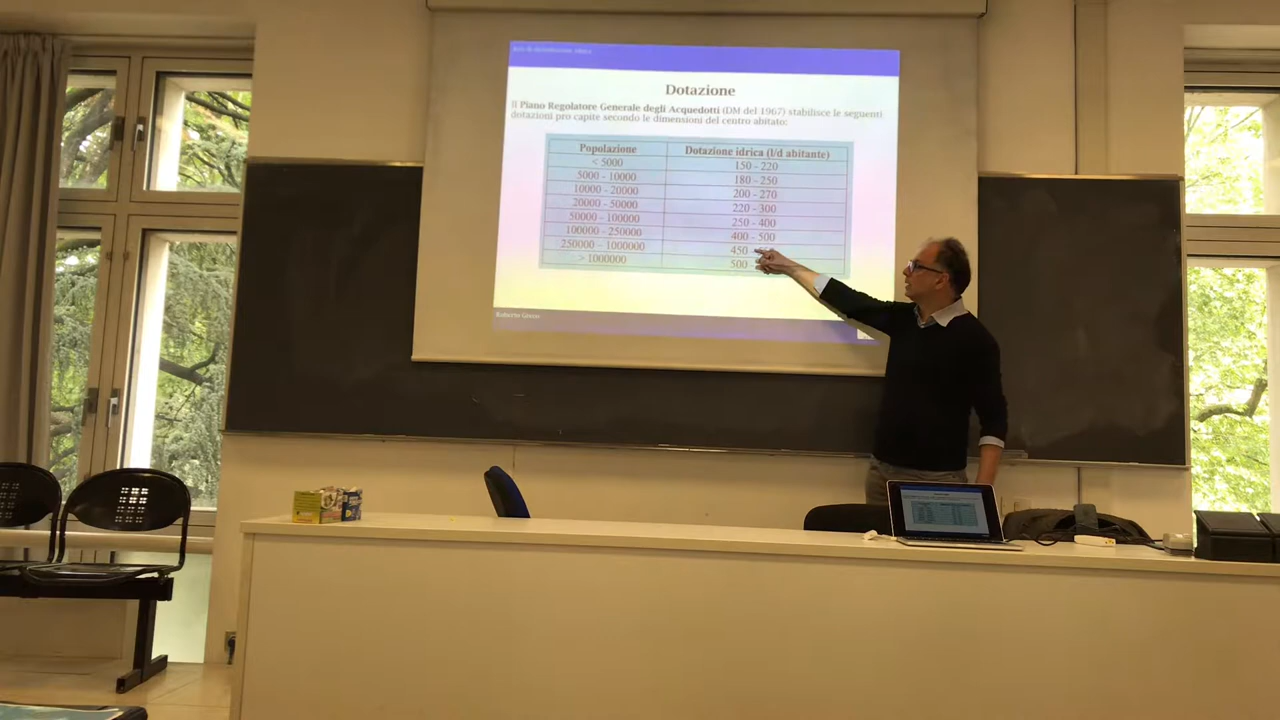 Dotazione
Il Piano Regolatore Generale degli Acquedotti (DM del 1967) stabilisce le seguenti
dotazioni pro capite secondo le dimensioni del centro abitato:
Popolazione Dotazione idrica (l/d abitante)
< 5000 150 - 220
5000 - 10000 180 - 250
10000 - 20000 200 - 270
20000 - 50000 220 - 300
50000 - 100000 250 - 400
100000 - 250000 400 - 500
250000 - 1000000 450 -
> 1000000 500 -
Roberto Greco